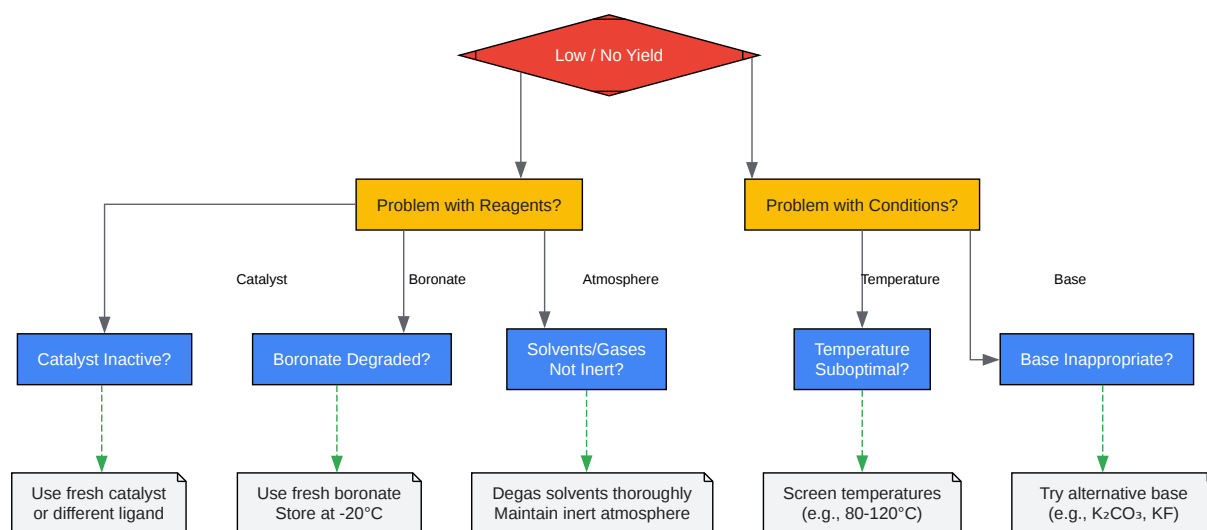 Low / No Yield
Problem with Reagents?
Problem with Conditions?
Catalyst
Boronate
Atmosphere
Temperature
Base
Catalyst Inactive?
Boronate Degraded?
Solvents/Gases
Not Inert?
Temperature
Suboptimal?
Base Inappropriate?
Use fresh catalyst
or different ligand
Use fresh boronate
Store at -20°C
Degas solvents thoroughly
Maintain inert atmosphere
Screen temperatures
(e.g., 80-120°C)
Try alternative base
(e.g., K₂CO₃, KF)